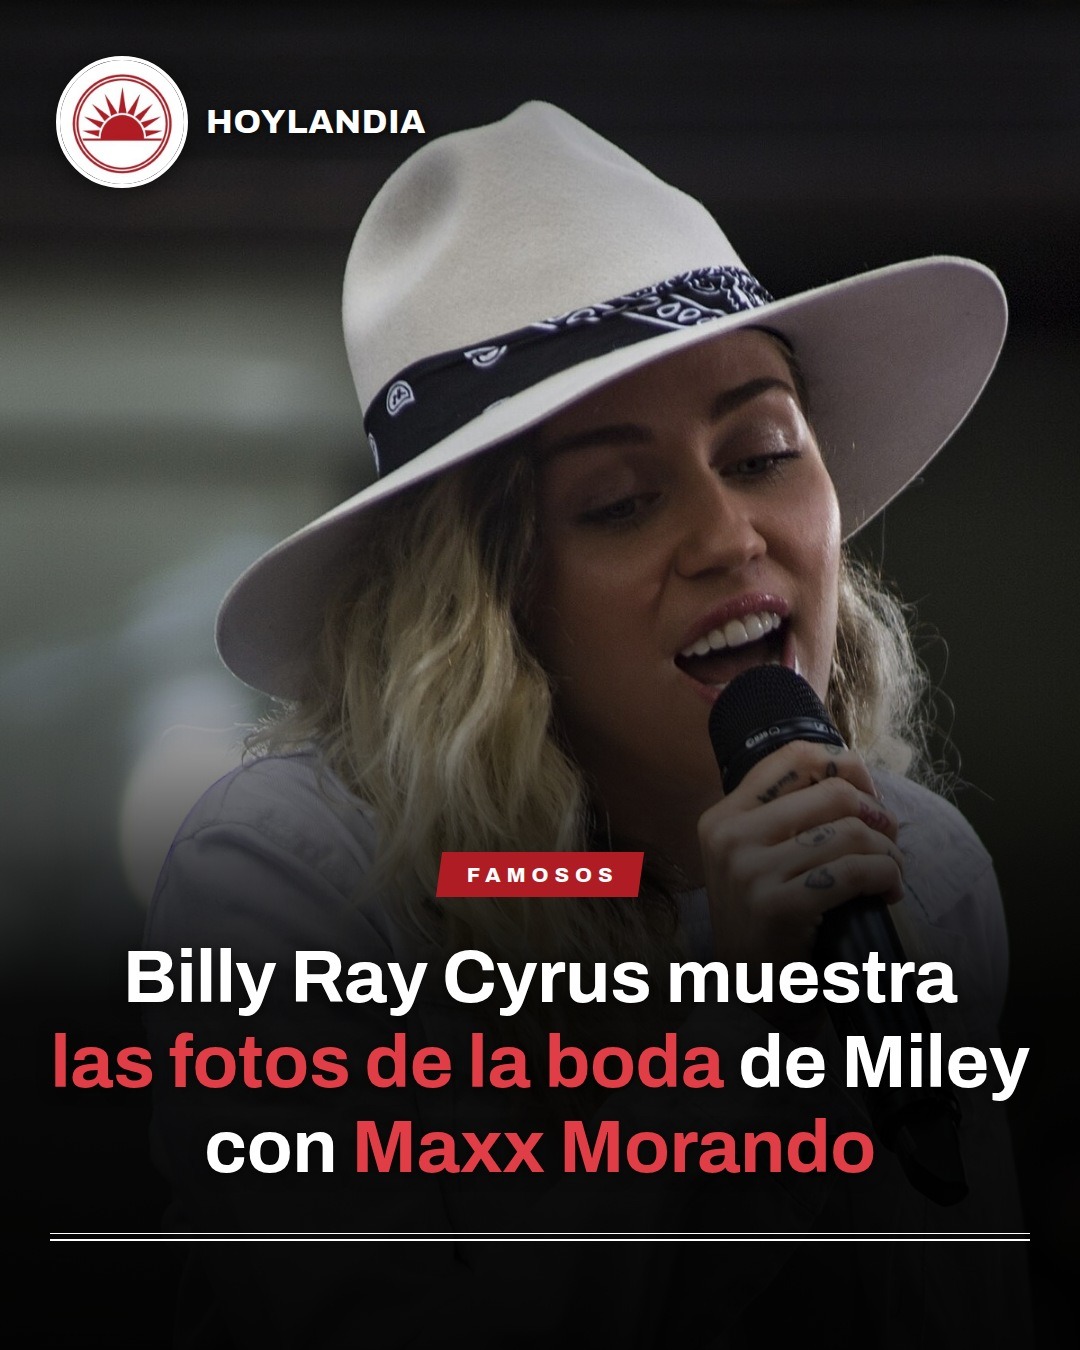 HOYLANDIA
FAMOSOS
Billy Ray Cyrus muestra
las fotos de la boda de Miley
con Maxx Morando